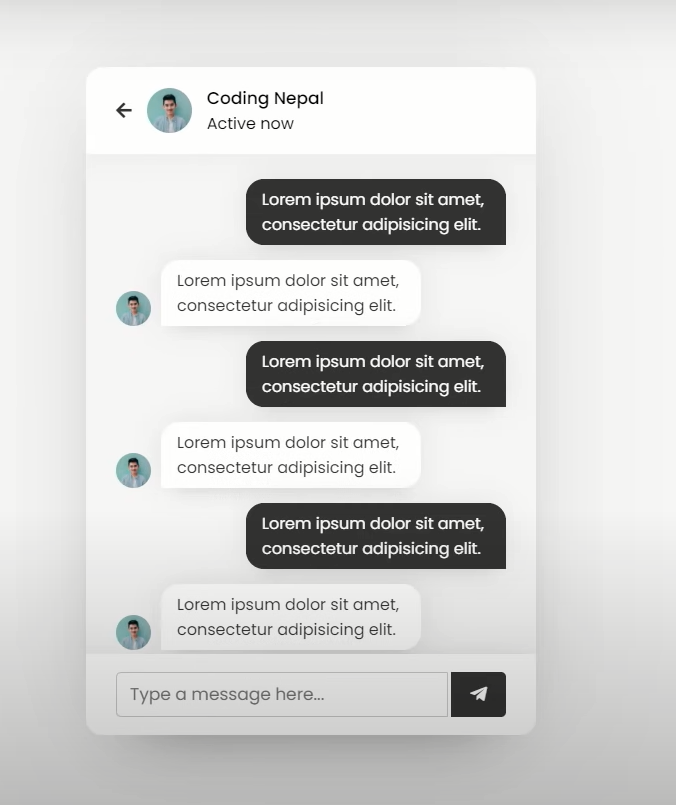 Coding Nepal
Active now
Lorem ipsum dolor sit amet,
consectetur adipisicing elit.
Lorem ipsum dolor sit amet,
consectetur adipisicing elit.
Lorem ipsum dolor sit amet,
consectetur adipisicing elit.
Lorem ipsum dolor sit amet,
consectetur adipisicing elit.
Lorem ipsum dolor sit amet,
consectetur adipisicing elit.
Lorem ipsum dolor sit amet,
consectetur adipisicing elit.
Type a message here...